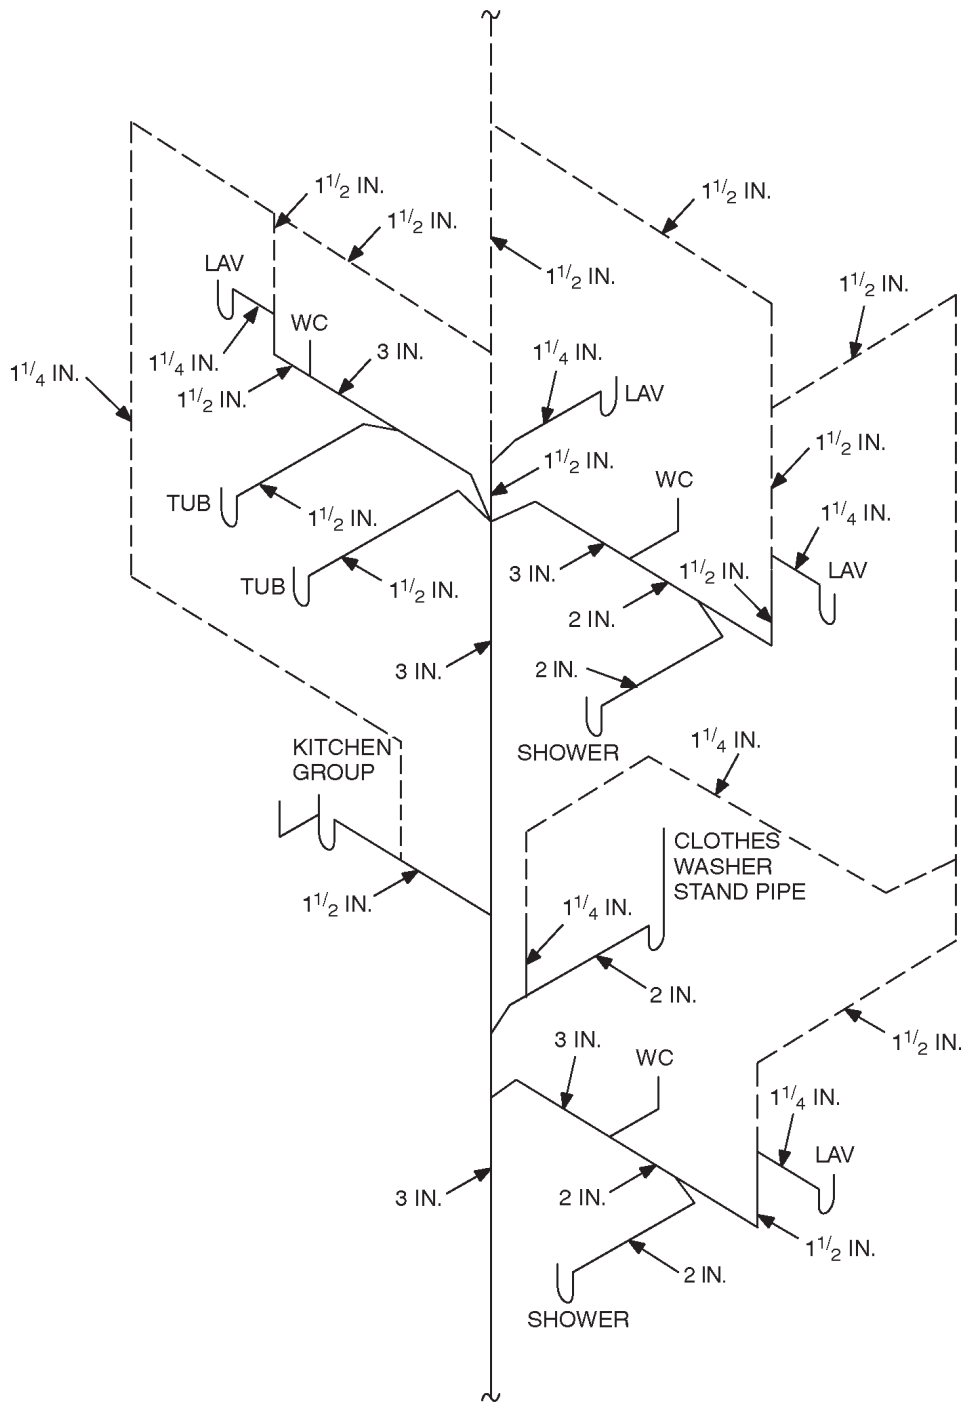 1 1/2 IN.
1 1/2 IN.
1 1/2 IN.
LAV
1 1/2 IN.
1 1/2 IN.
WC
3 IN.
1 1/4 IN.
1 1/4 IN.
1 1/4 IN.
1 1/2 IN.
LAV
1 1/2 IN.
1 1/2 IN.
WC
TUB
1 1/2 IN.
1 1/4 IN.
3 IN.
1 1/2 IN.
LAV
TUB
1 1/2 IN.
2 IN.
3 IN.
2 IN.
SHOWER
KITCHEN
GROUP
1 1/4 IN.
CLOTHES
WASHER
STAND PIPE
1 1/2 IN.
1 1/4 IN.
2 IN.
3 IN.
WC
1 1/2 IN.
1 1/4 IN.
LAV
3 IN.
2 IN.
1 1/2 IN.
2 IN.
SHOWER